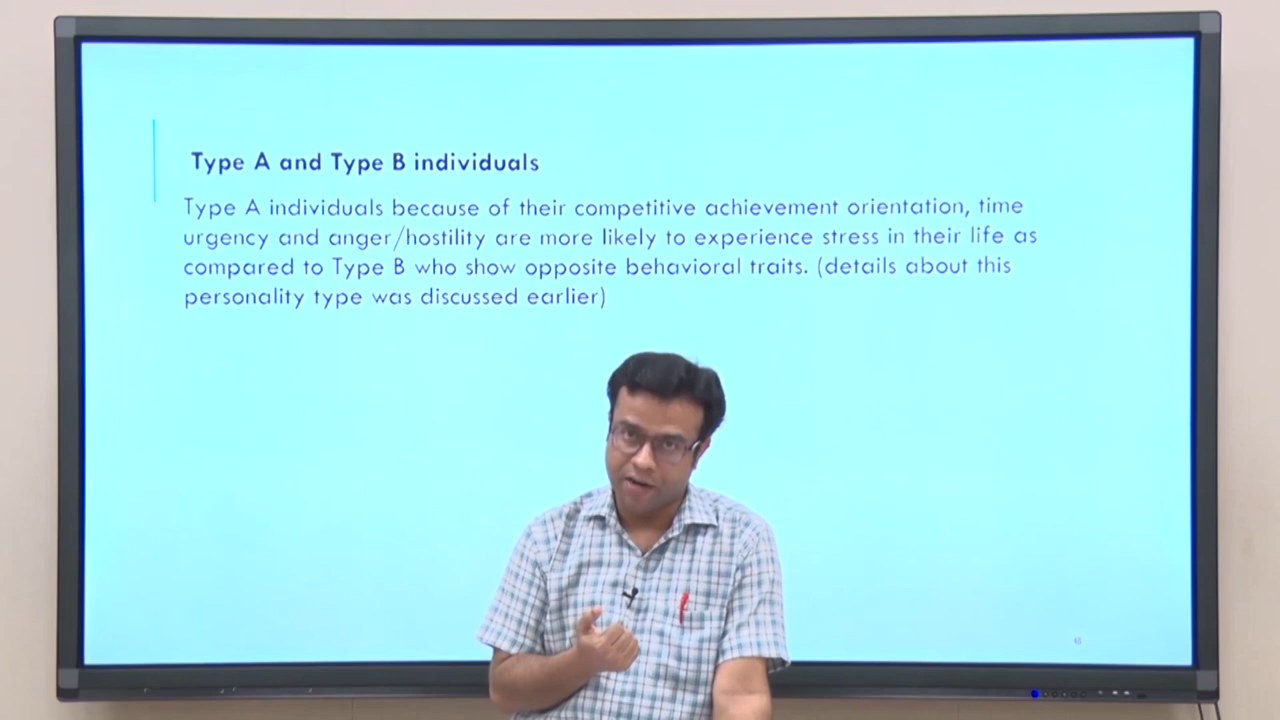 Type A and Type B individuals
Type A individuals because of their competitive achievement orientation, time
urgency and anger/hostility are more likely to experience stress in their life as
compared to Type B who show opposite behavioral traits. (details about this
personality type was discussed earlier)